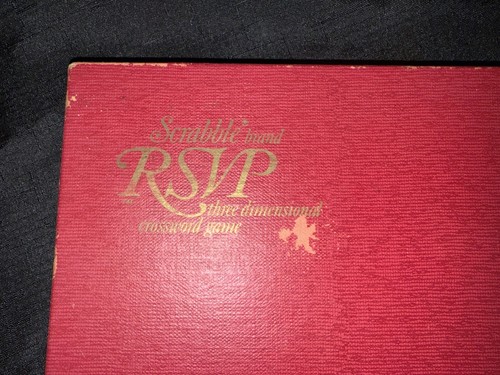 Scrabble brand
RSVP
three dimensional
crossword game